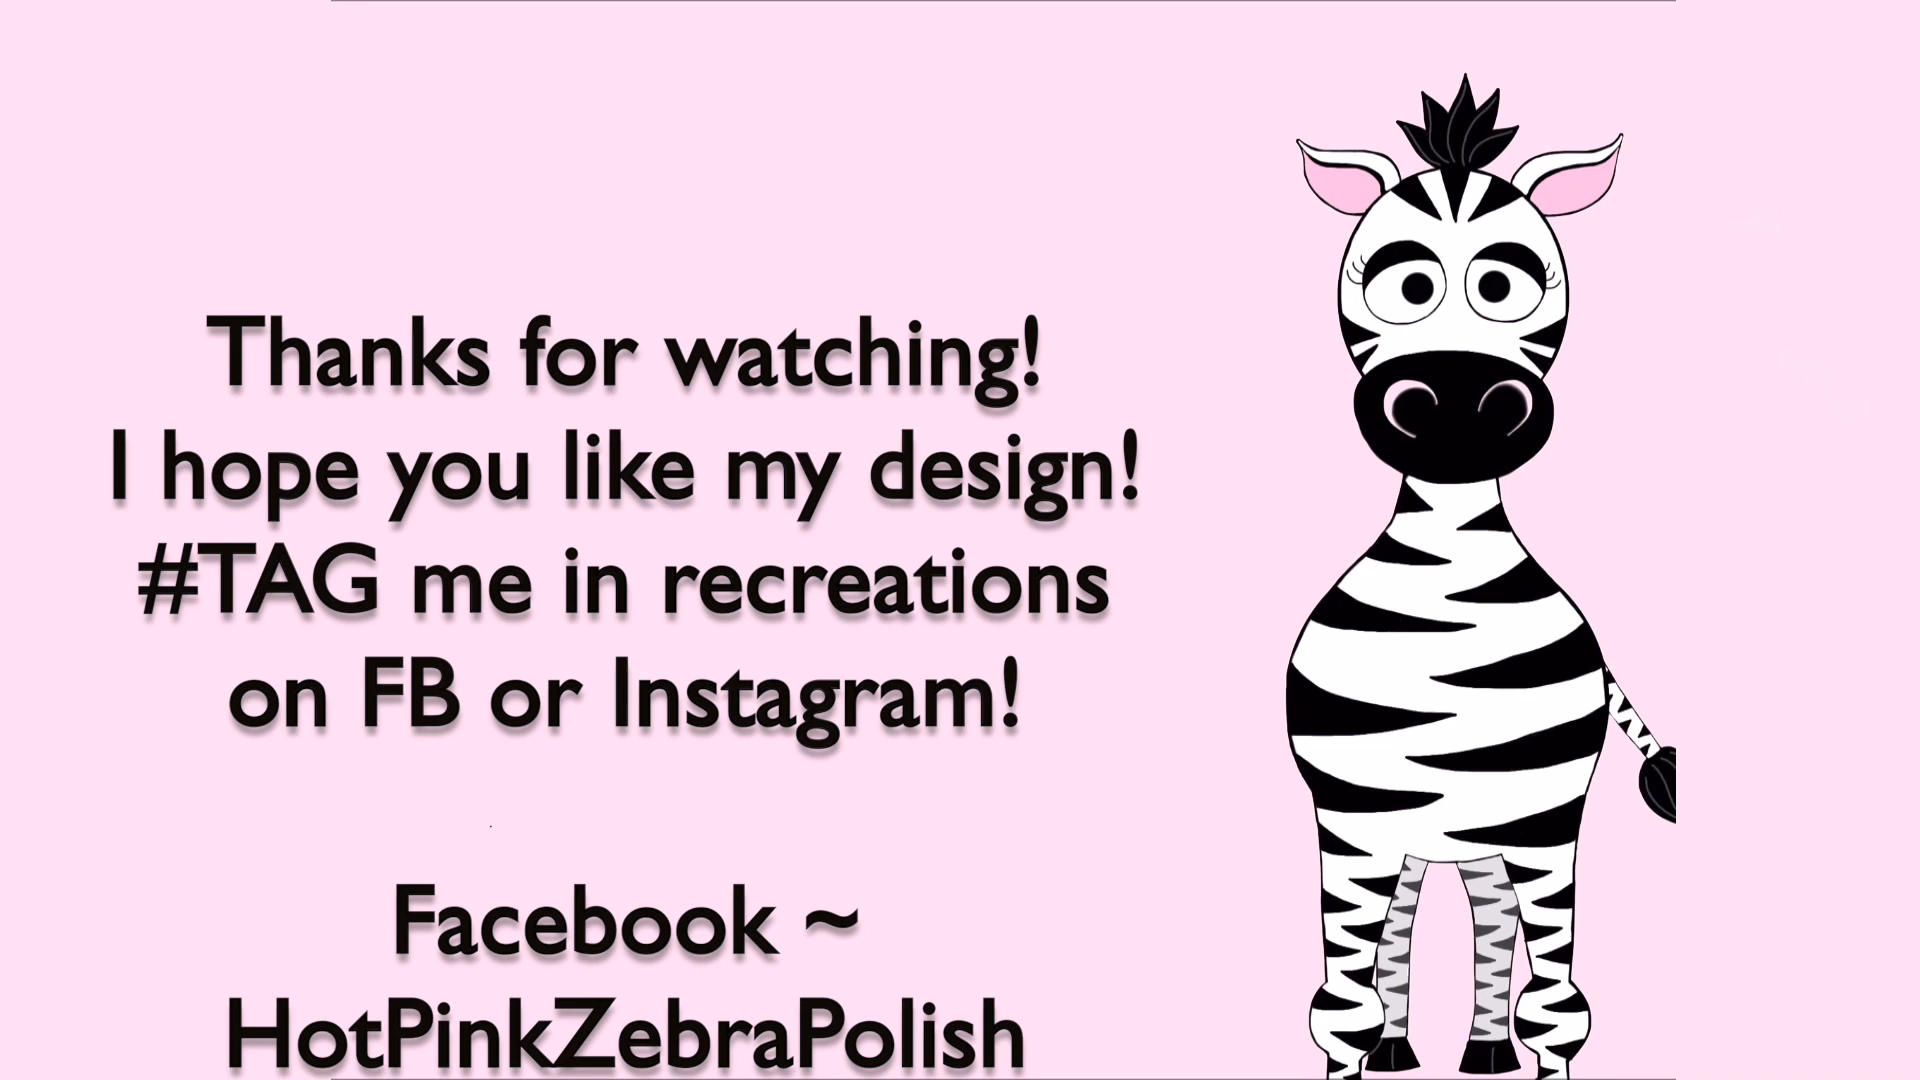 Thanks for watching!
I hope you like my design!
#TAG me in recreations
on FB or Instagram!
Facebook ~
HotPinkZebraPolish